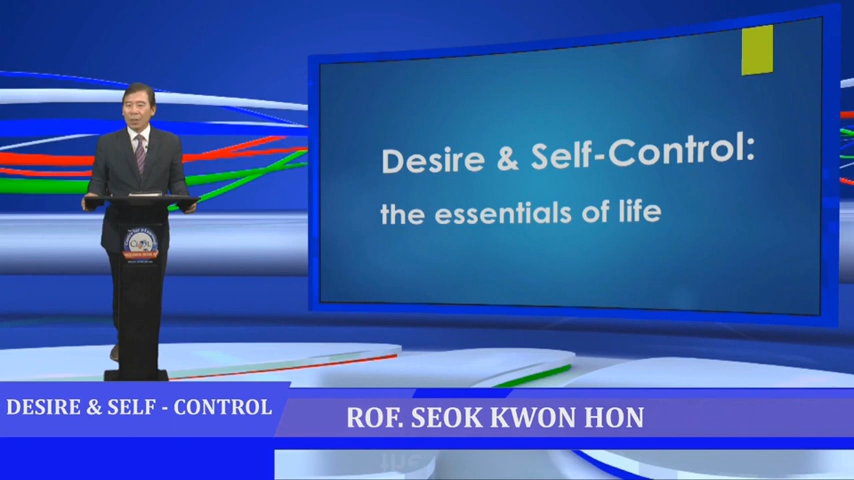 Desire & Self-Control:
the essentials of life
DESIRE & SELF - CONTROL
ROF. SEOK KWON HON